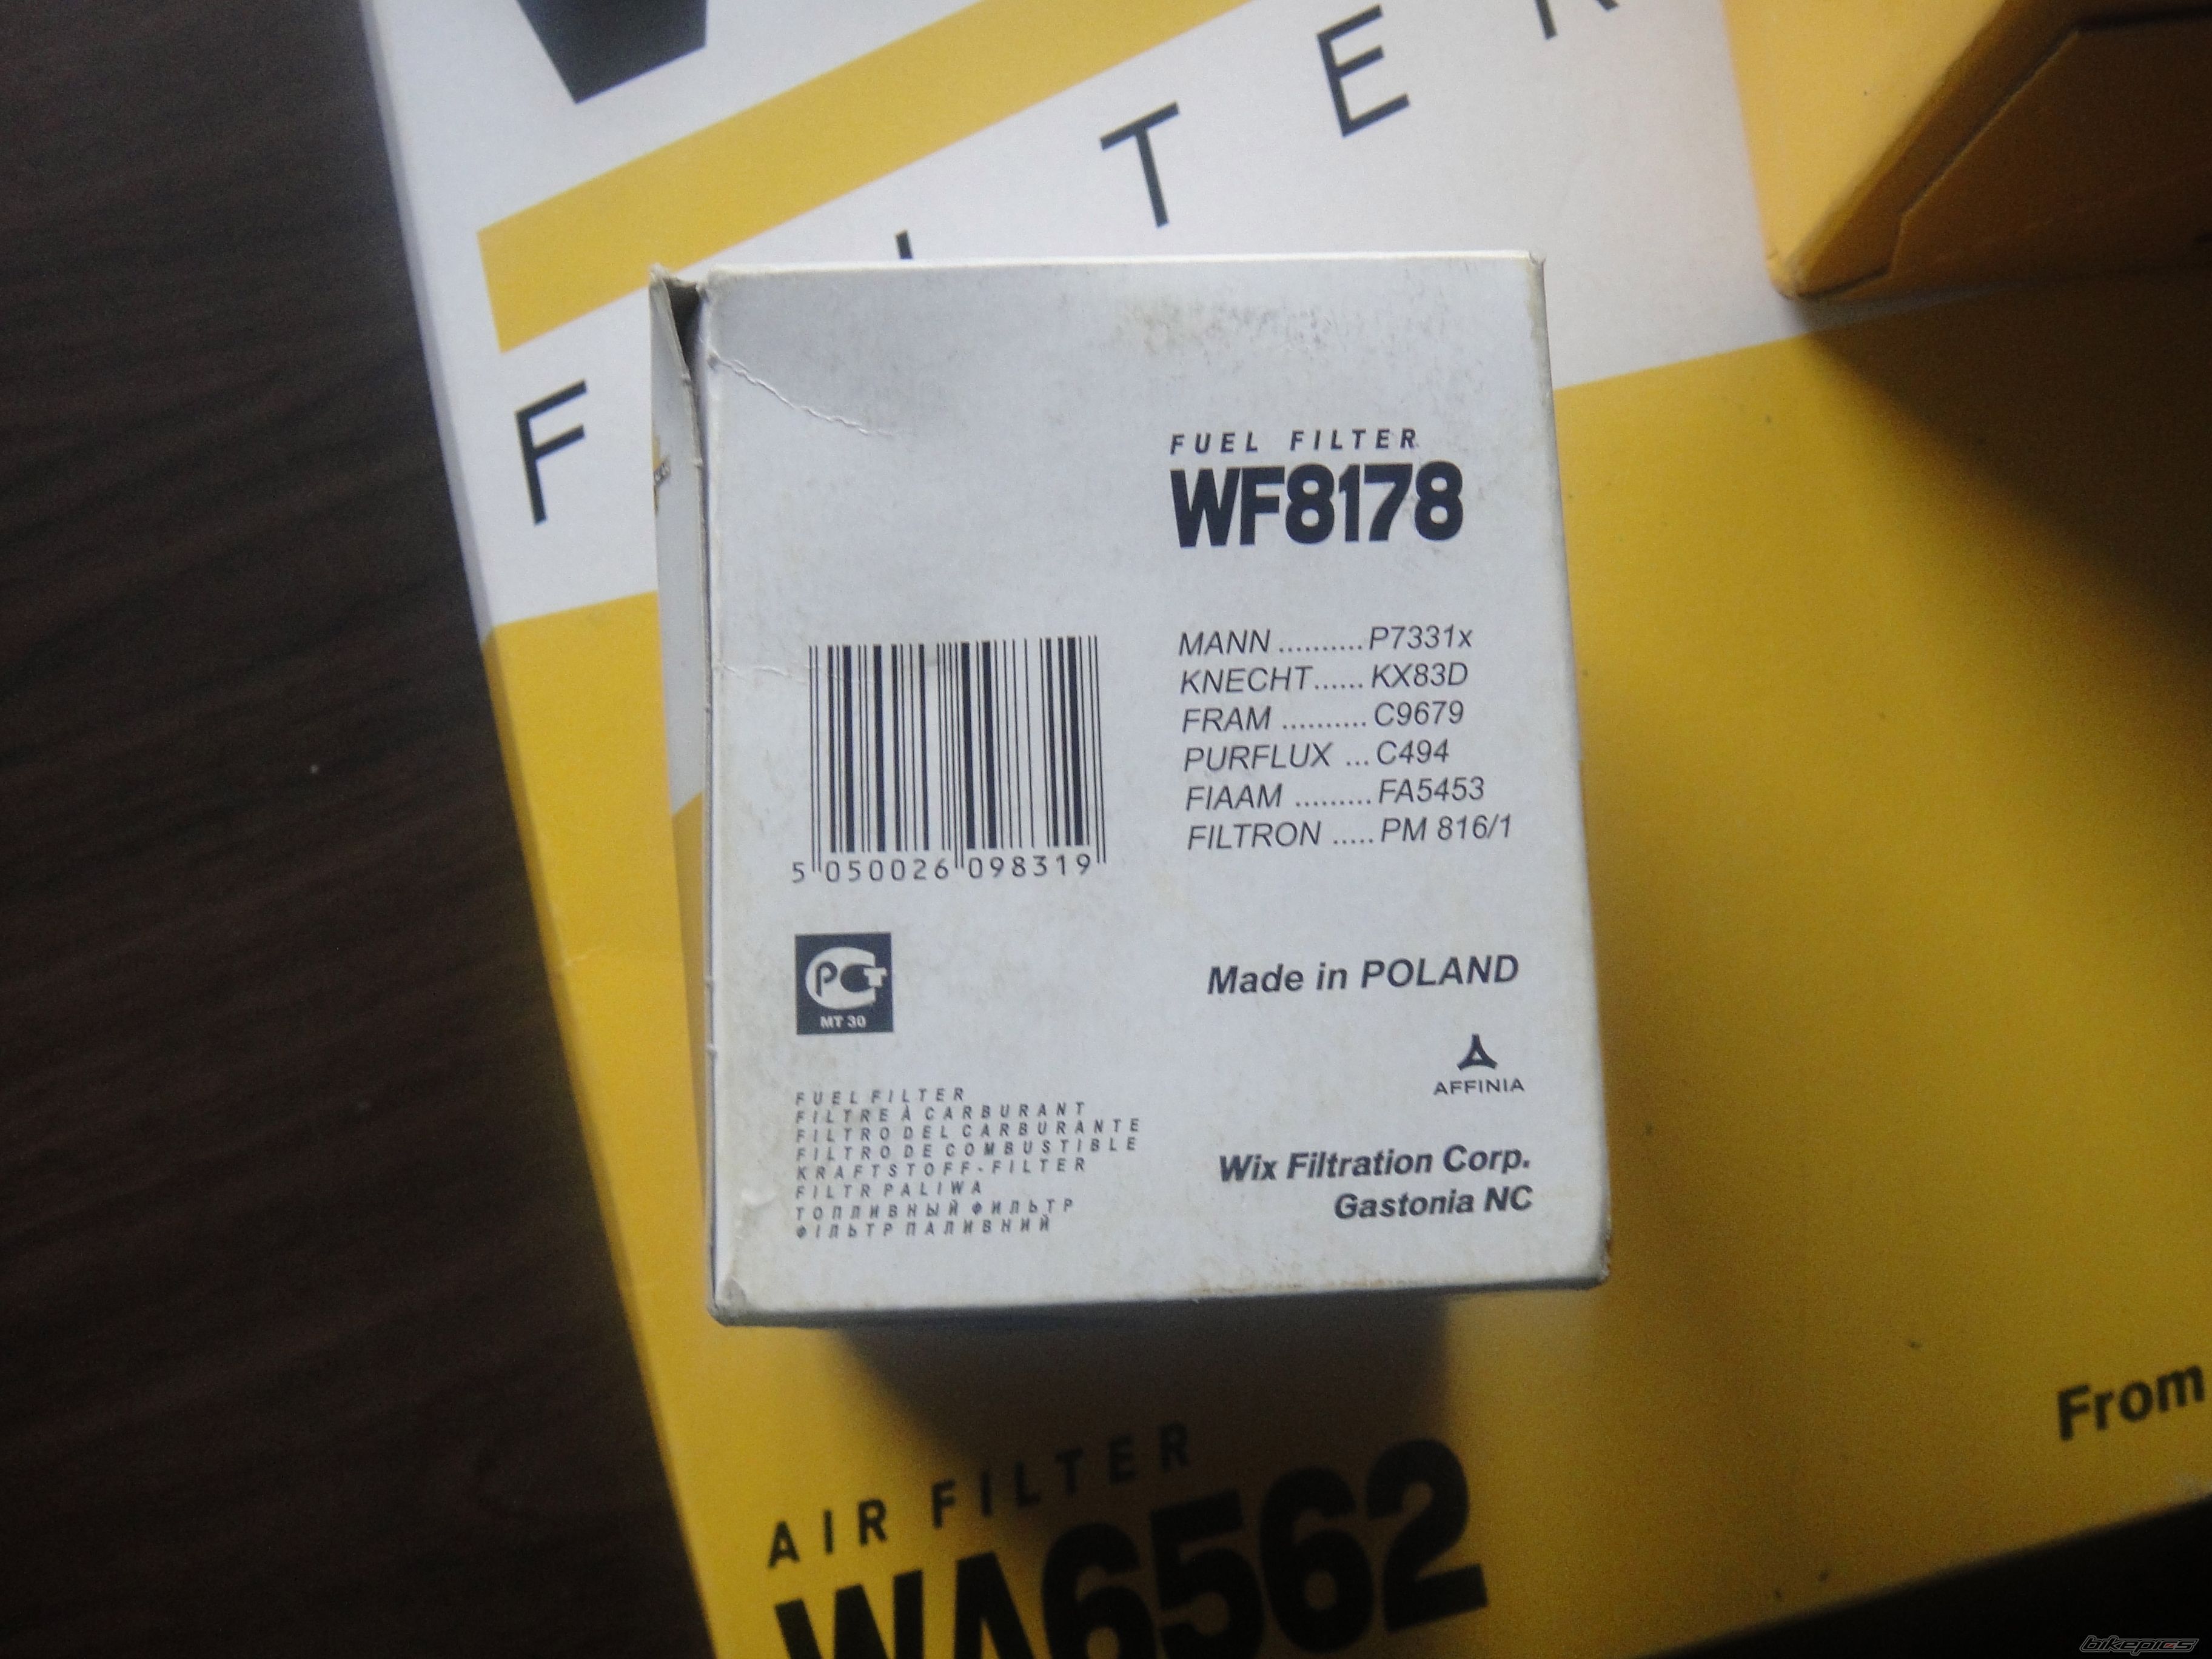 F I L T E R
FUEL FILTER
WF8178
MANN ..........P7331x
KNECHT...... KX83D
FRAM .......... C9679
PURFLUX ... C494
FIAAM ......... FA5453
FILTRON ..... PM 816/1
5 050026 098319
Made in POLAND
РСТ
MT 30
AFFINIA
FUEL FILTER
FILTRE À CARBURANT
FILTRO DEL CARBURANTE
FILTRO DE COMBUSTIBLE
KRAFTSTOFF-FILTER
FILTR PALIWA
ТОПЛИВНЫЙ ФИЛЬТР
ФІЛЬТР ПАЛИВНИЙ
Wix Filtration Corp.
Gastonia NC
From
AIR FILTER
WA6562
bikepics